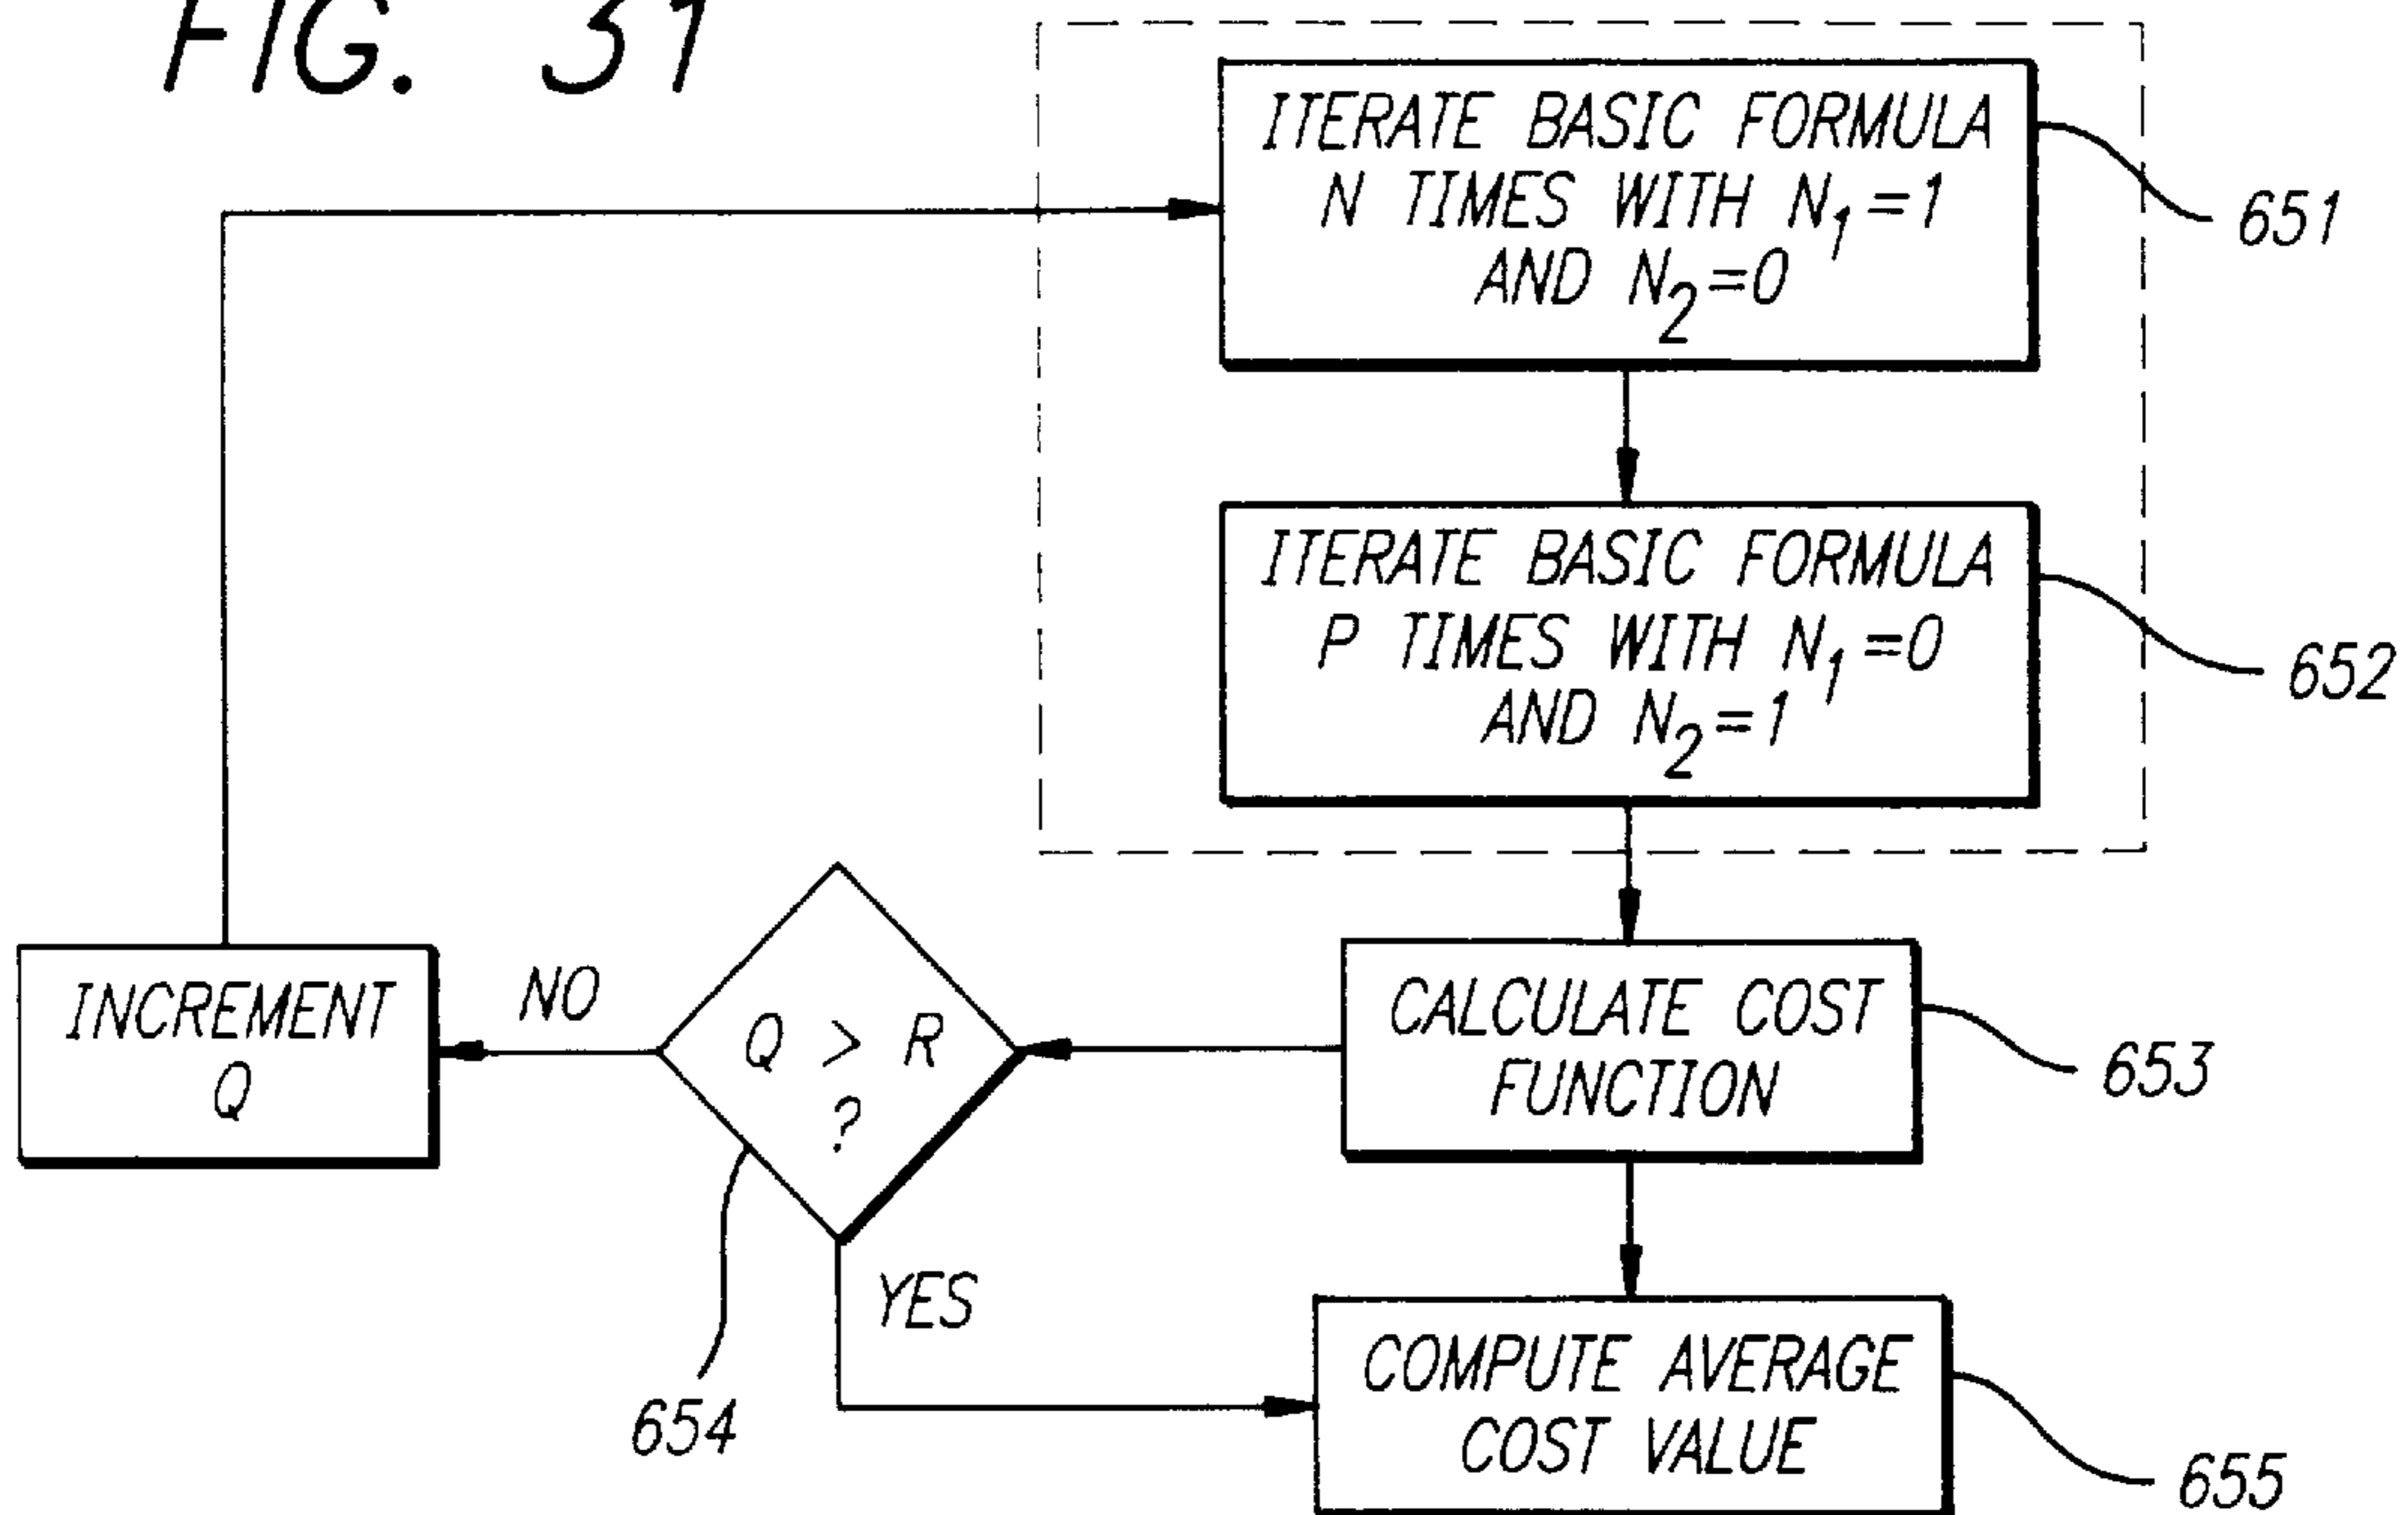 FIG. 31
ITERATE BASIC FORMULA
N TIMES WITH N₁=1
AND N₂=0
651
ITERATE BASIC FORMULA
P TIMES WITH N₁=0
AND N₂=1
652
CALCULATE COST
FUNCTION
653
Q > R
?
654
NO
INCREMENT
Q
YES
COMPUTE AVERAGE
COST VALUE
655